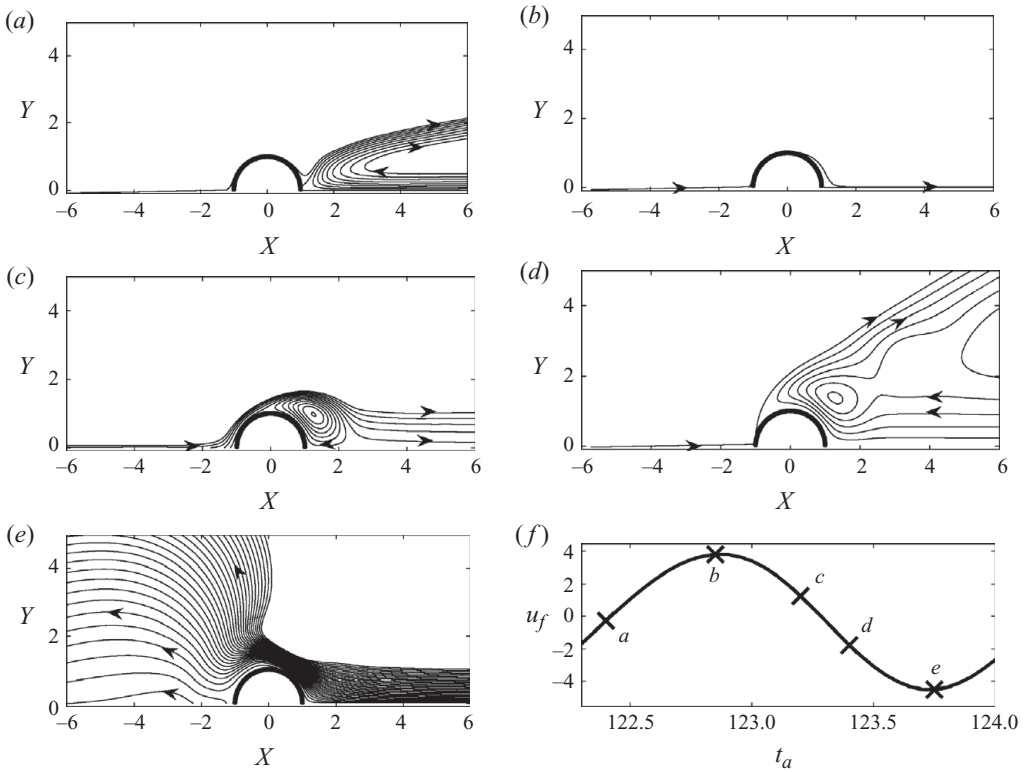 (a) (b)
4 4
Y Y
2 2
0 0
–6 –4 –2 0 2 4 6 –6 –4 –2 0 2 4 6
X X
(c) (d)
4 4
Y Y
2 2
0 0
–6 –4 –2 0 2 4 6 –6 –4 –2 0 2 4 6
X X
(e) (f)
4 4
b c
2
Y u_f 0
a d
2 –2
e
–4
0
–6 –4 –2 0 2 4 6 122.5 123.0 123.5 124.0
X t_a